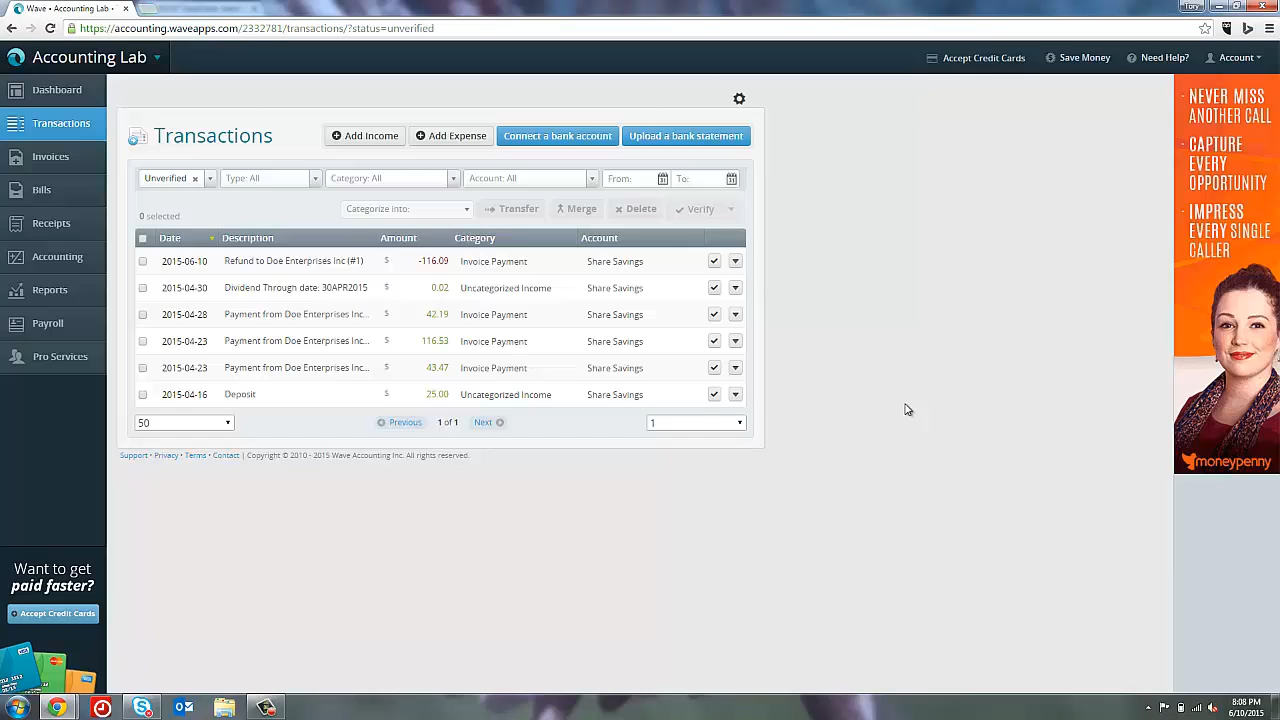 Wave • Accounting Lab -
Tory
https://accounting.waveapps.com/2332781/transactions/?status=unverified
Accounting Lab
Accept Credit Cards
Save Money
Need Help?
Account
Dashboard
Transactions
Invoices
Bills
Receipts
Accounting
Reports
Payroll
Pro Services
Want to get
paid faster?
Accept Credit Cards
VISA
Transactions
Add Income
Add Expense
Connect a bank account
Upload a bank statement
Unverified × Type: All Category: All Account: All From: To:
0 selected Categorize Into: Transfer Merge Delete Verify
Date Description Amount Category Account
2015-06-10 Refund to Doe Enterprises Inc (#1) $ -116.09 Invoice Payment Share Savings
2015-04-30 Dividend Through date: 30APR2015 $ 0.02 Uncategorized Income Share Savings
2015-04-28 Payment from Doe Enterprises Inc... $ 42.19 Invoice Payment Share Savings
2015-04-23 Payment from Doe Enterprises Inc... $ 116.53 Invoice Payment Share Savings
2015-04-23 Payment from Doe Enterprises Inc... $ 43.47 Invoice Payment Share Savings
2015-04-16 Deposit $ 25.00 Uncategorized Income Share Savings
50 Previous 1 of 1 Next 1
Support • Privacy • Terms • Contact | Copyright © 2010 - 2015 Wave Accounting Inc. All rights reserved.
· NEVER MISS
ANOTHER CALL
· CAPTURE
EVERY
OPPORTUNITY
· IMPRESS
EVERY SINGLE
CALLER
moneypenny
8:08 PM
6/10/2015